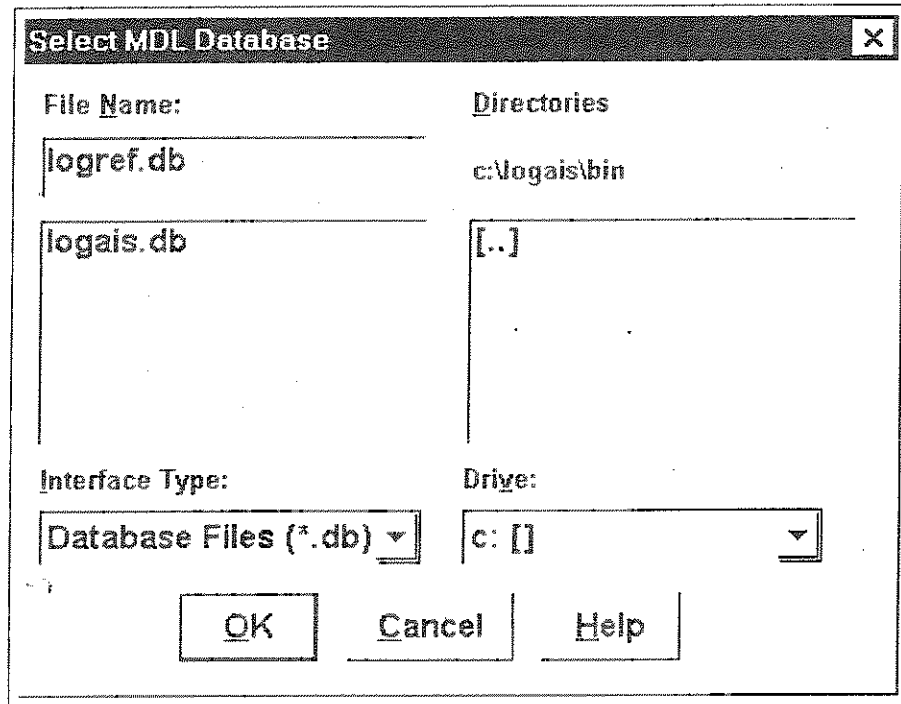 Select MDL Database
File Name:
logref.db
logais.db
Directories
c:\logais\bin
[..]
Interface Type:
Database Files (*.db)
Drive:
c: []
OK
Cancel
Help